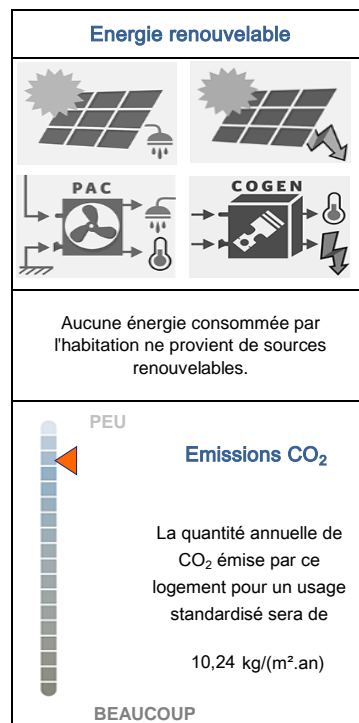 Energie renouvelable
PAC
COGEN
Aucune énergie consommée par
l'habitation ne provient de sources
renouvelables.
PEU
Emissions CO₂
La quantité annuelle de
CO₂ émise par ce
logement pour un usage
standardisé sera de
10,24 kg/(m².an)
BEAUCOUP